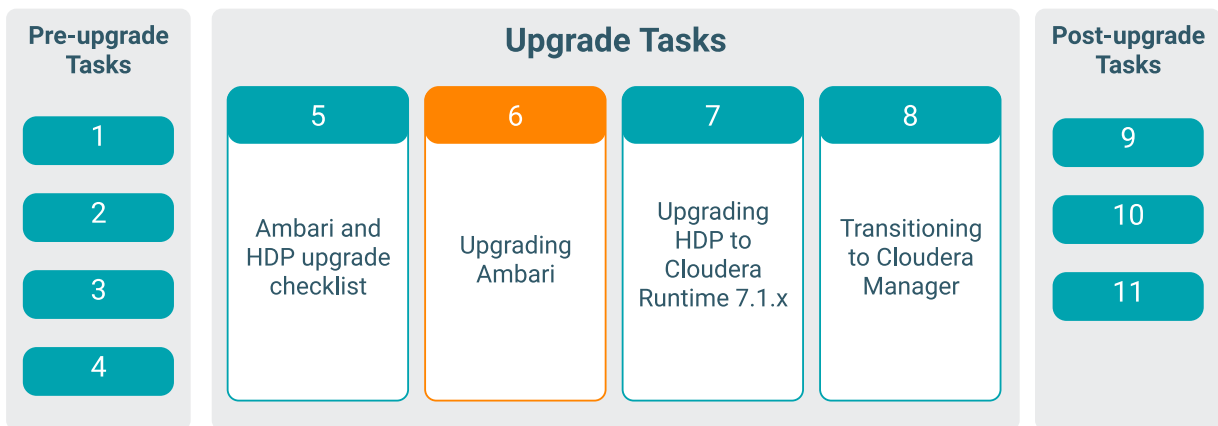 Pre-upgrade
Tasks
1
2
3
4
Upgrade Tasks
5
Ambari and
HDP upgrade
checklist
6
Upgrading
Ambari
7
Upgrading
HDP to
Cloudera
Runtime 7.1.x
8
Transitioning
to Cloudera
Manager
Post-upgrade
Tasks
9
10
11